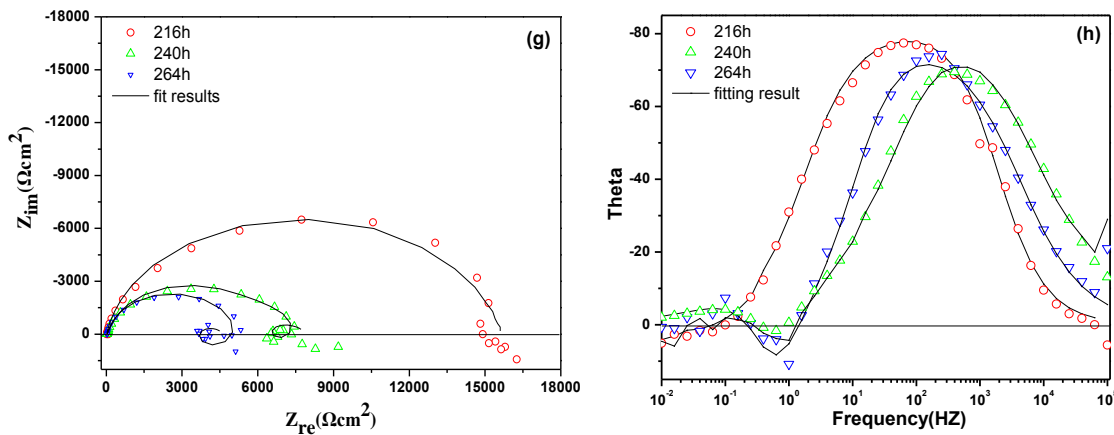 (g)
216h
240h
264h
fit results
-18000
-15000
-12000
-9000
-6000
-3000
0
Zim(Ωcm²)
0 3000 6000 9000 12000 15000 18000
Zre(Ωcm²)
(h)
216h
240h
264h
fitting result
-80
-60
-40
-20
0
Theta
10⁻² 10⁻¹ 10⁰ 10¹ 10² 10³ 10⁴ 10⁵
Frequency(HZ)